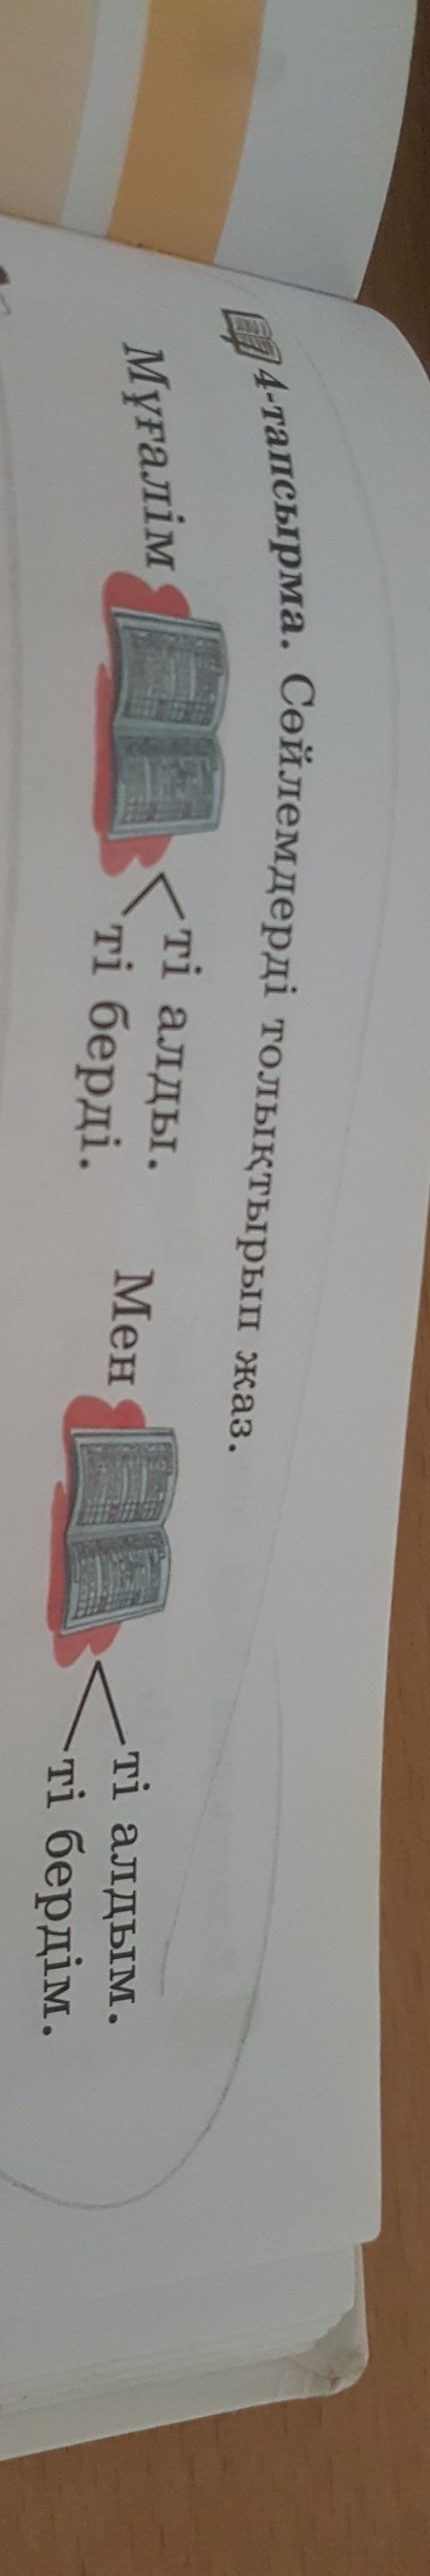 4-тапсырма. Сөйлемдерді толықтырып жаз.
Мұғалім ті алды. Мен ті алдым.
ті берді. ті бердім.